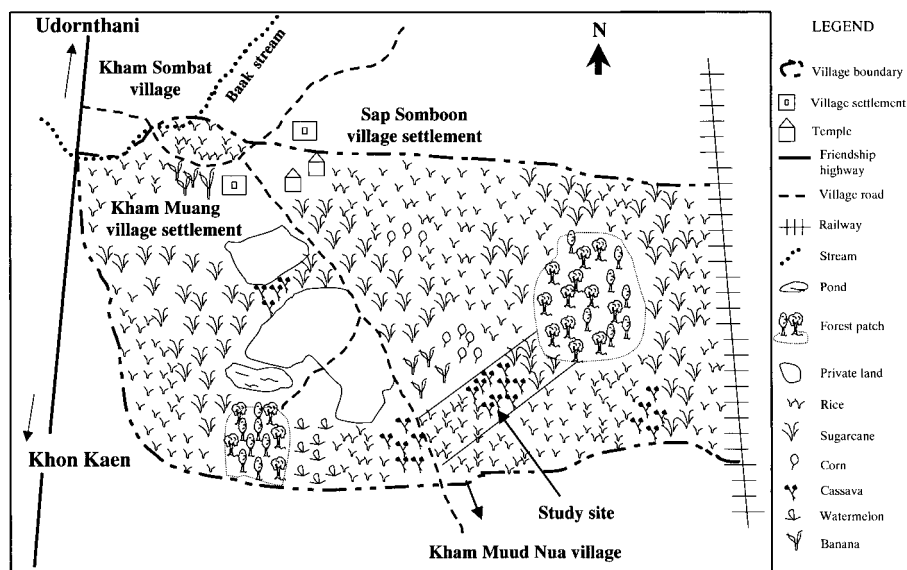 Udornthani
Kham Sombat
village
Baak stream
N
Sap Somboon
village settlement
Kham Muang
village settlement
Khon Kaen
Study site
Kham Muud Nua village
LEGEND
Village boundary
Village settlement
Temple
Friendship
highway
Village road
Railway
Stream
Pond
Forest patch
Private land
Rice
Sugarcane
Corn
Cassava
Watermelon
Banana